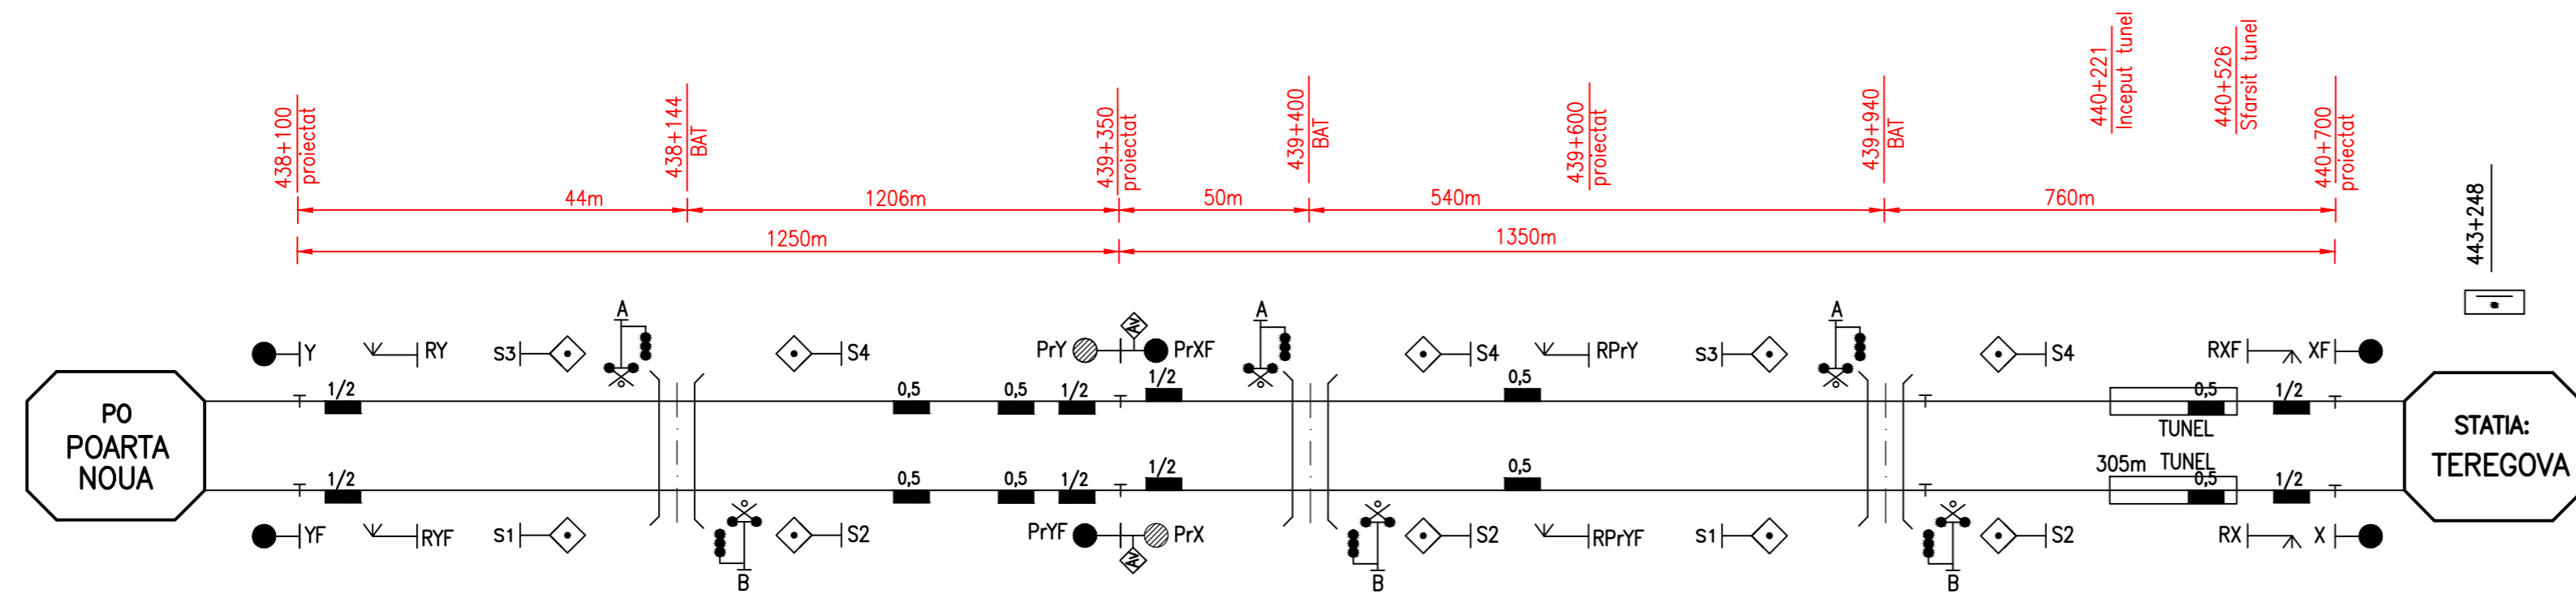 438+100
proiectat
438+144
BAT
439+350
proiectat
439+400
BAT
439+600
proiectat
439+940
BAT
440+221
Inceput tunel
440+526
Sfarsit tunel
440+700
proiectat
443+248
44m
1206m
50m
540m
760m
1250m
1350m
A
A
A
Y
RY
S3
S4
PrY
AV
PrXF
S4
RPrY
S3
S4
RXF
XF
1/2
0,5
0,5
1/2
1/2
0,5
0,5
1/2
PO
POARTA
NOUA
TUNEL
STATIA:
TEREGOVA
305m
TUNEL
1/2
0,5
0,5
1/2
1/2
0,5
0,5
1/2
YF
RYF
S1
S2
PrYF
AV
PrX
S2
RPrYF
S1
S2
RX
X
B
B
B